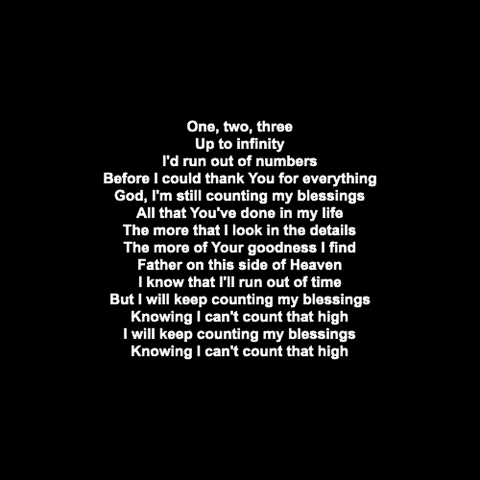 One, two, three
Up to infinity
I'd run out of numbers
Before I could thank You for everything
God, I'm still counting my blessings
All that You've done in my life
The more that I look in the details
The more of Your goodness I find
Father on this side of Heaven
I know that I'll run out of time
But I will keep counting my blessings
Knowing I can't count that high
I will keep counting my blessings
Knowing I can't count that high